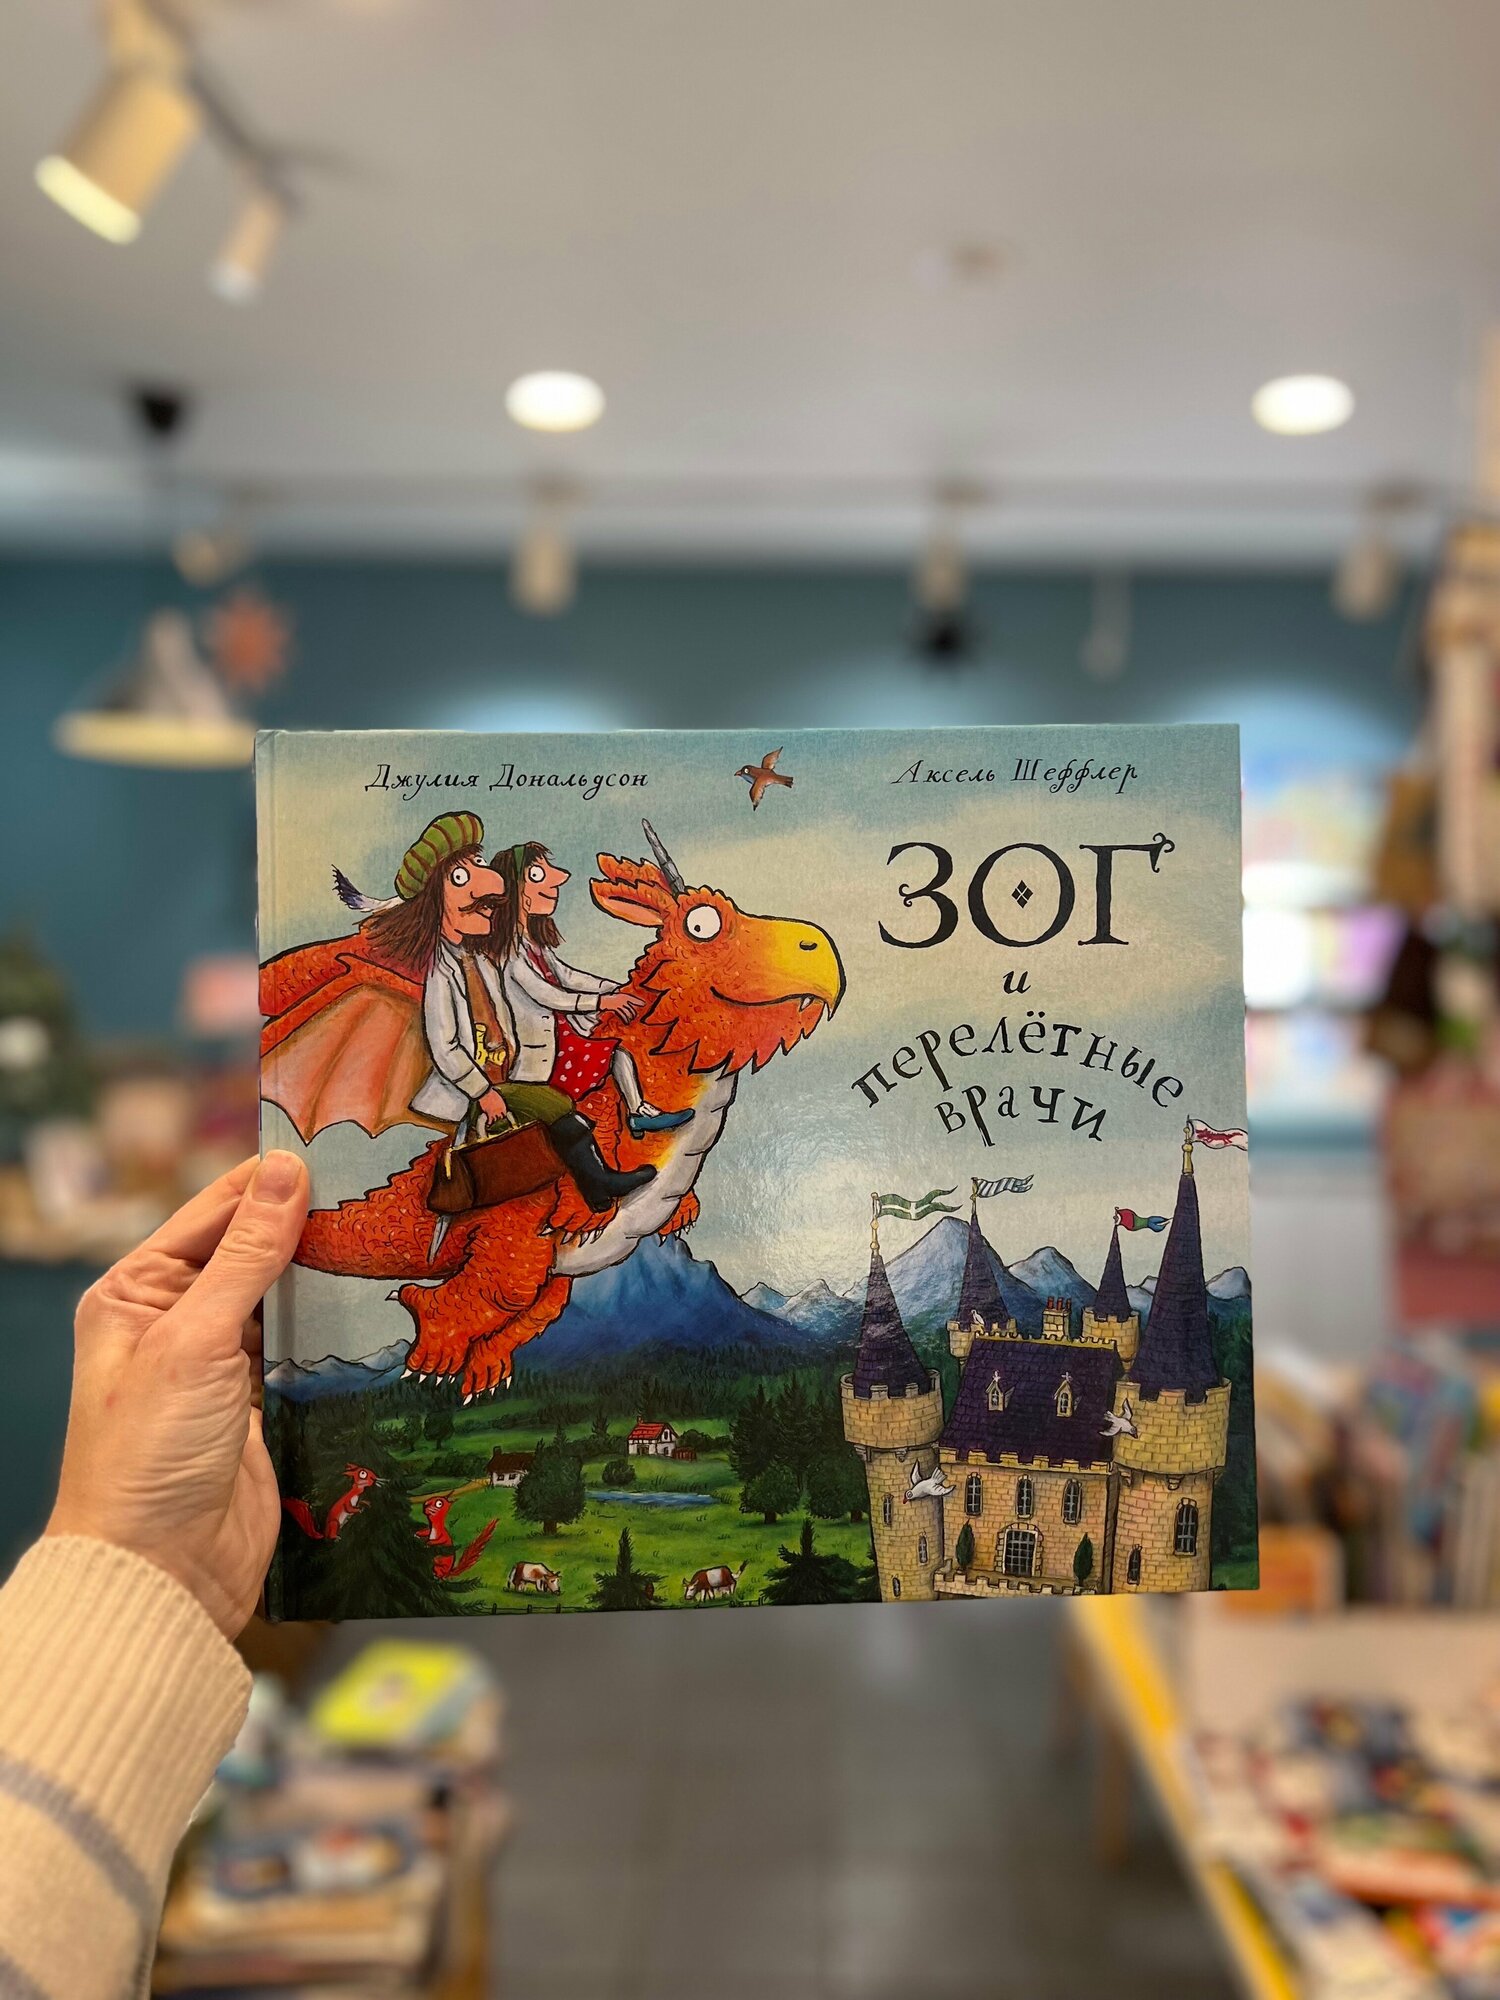 Джулия Дональдсон
Аксель Шеффлер
ЗОГ
и
перелётные
врачи